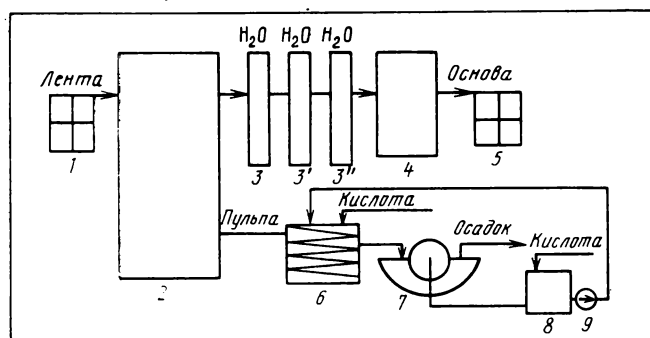 H₂O H₂O H₂O
Лента
Основа
1
3 3' 3"
4
5
Пульпа
Кислота
Осадок
Кислота
2
6
7
8
9